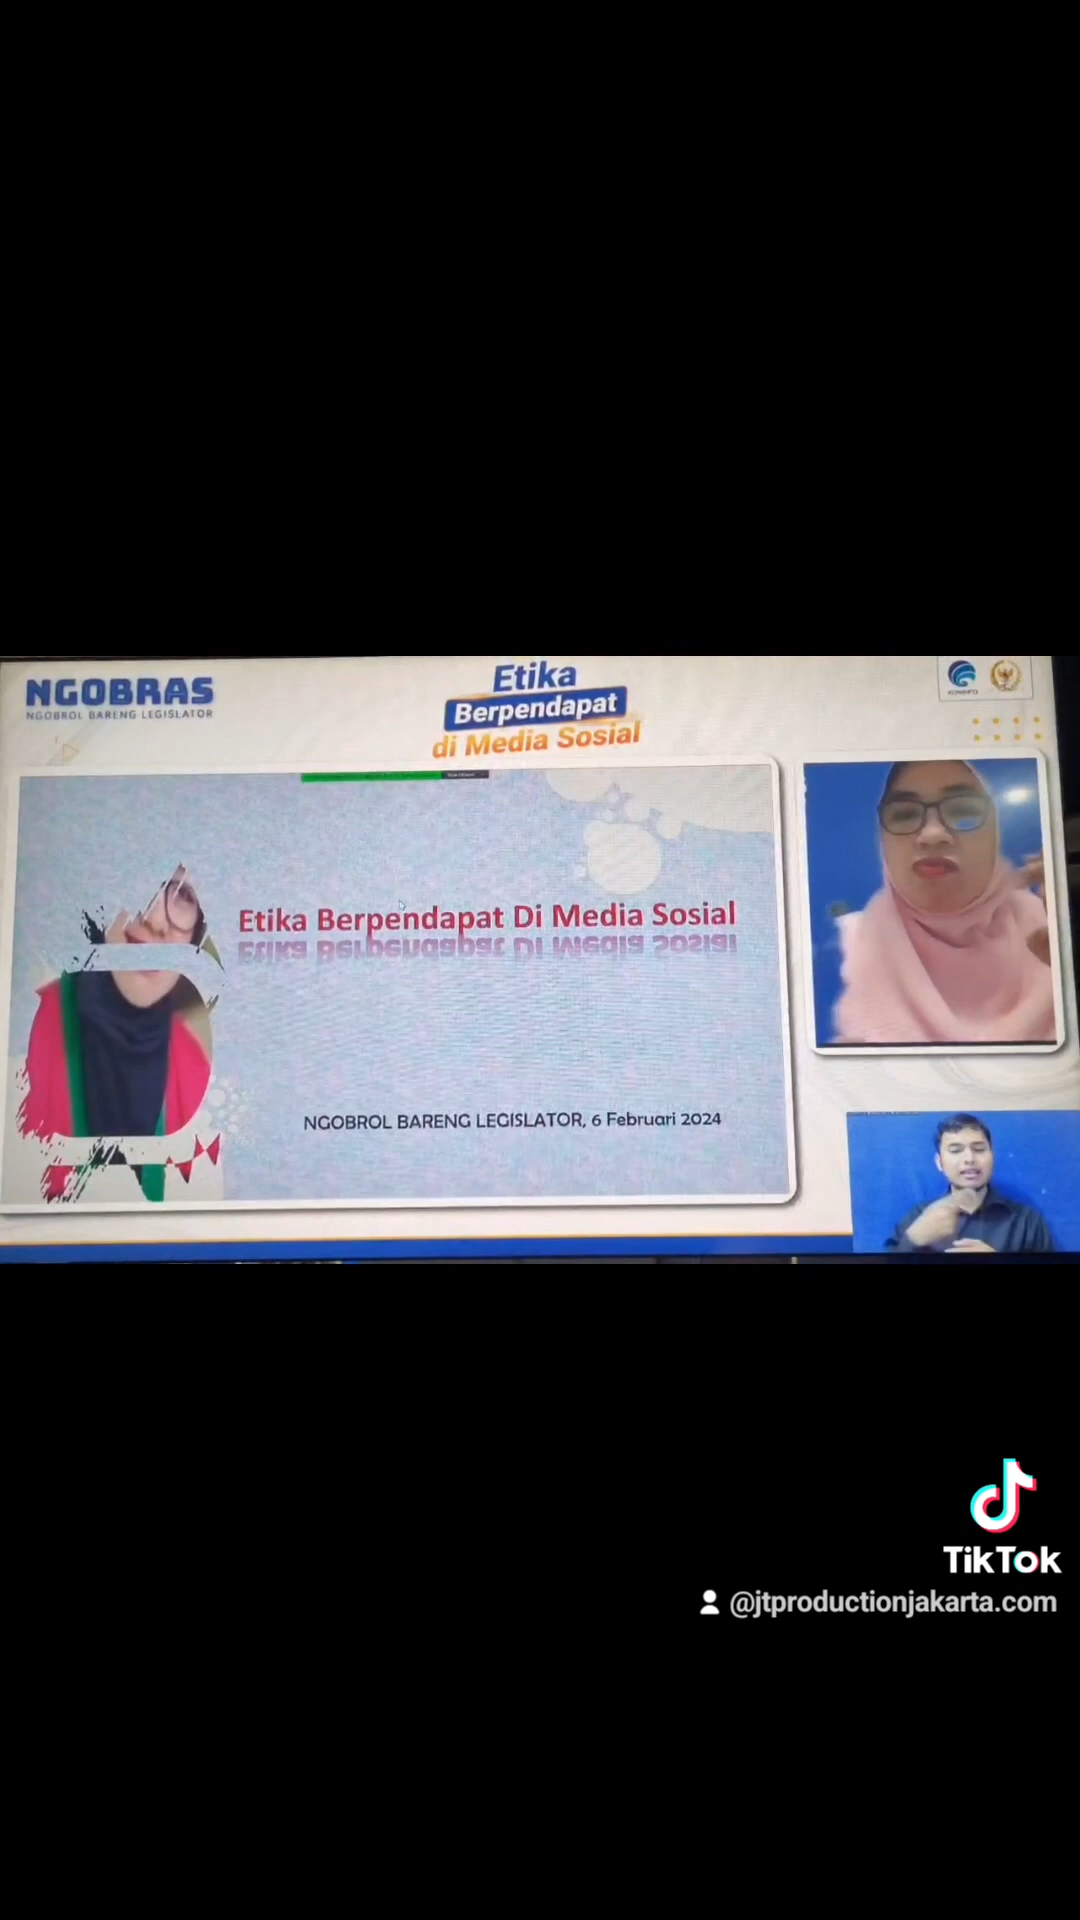 NGOBRAS
NGOBROL BARENG LEGISLATOR
Etika
Berpendapat
di Media Sosial
KOMINFO
Etika Berpendapat Di Media Sosial
NGOBROL BARENG LEGISLATOR, 6 Februari 2024
TikTok
@jtproductionjakarta.com